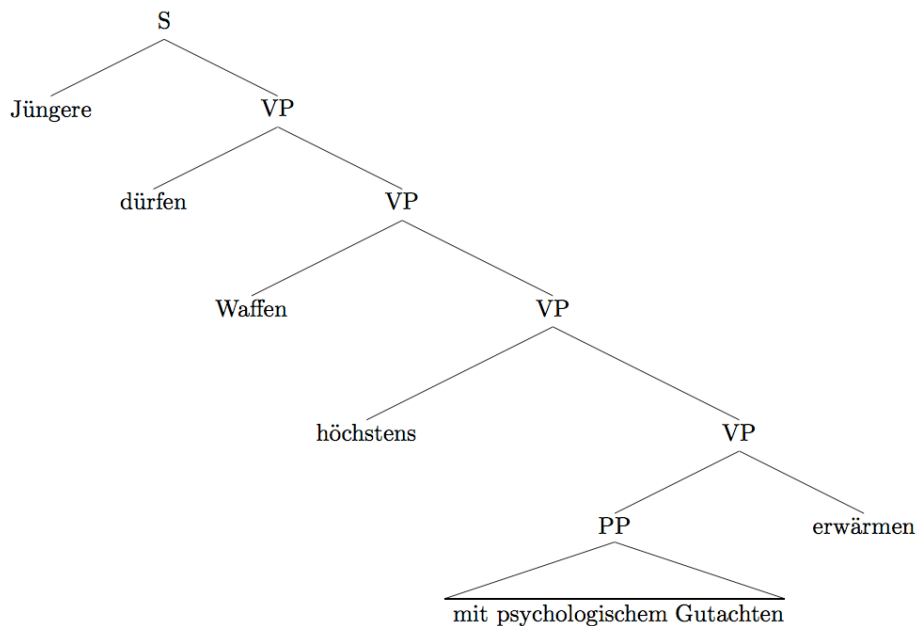 S
Jüngere VP
dürfen VP
Waffen VP
höchstens VP
PP erwärmen
mit psychologischem Gutachten